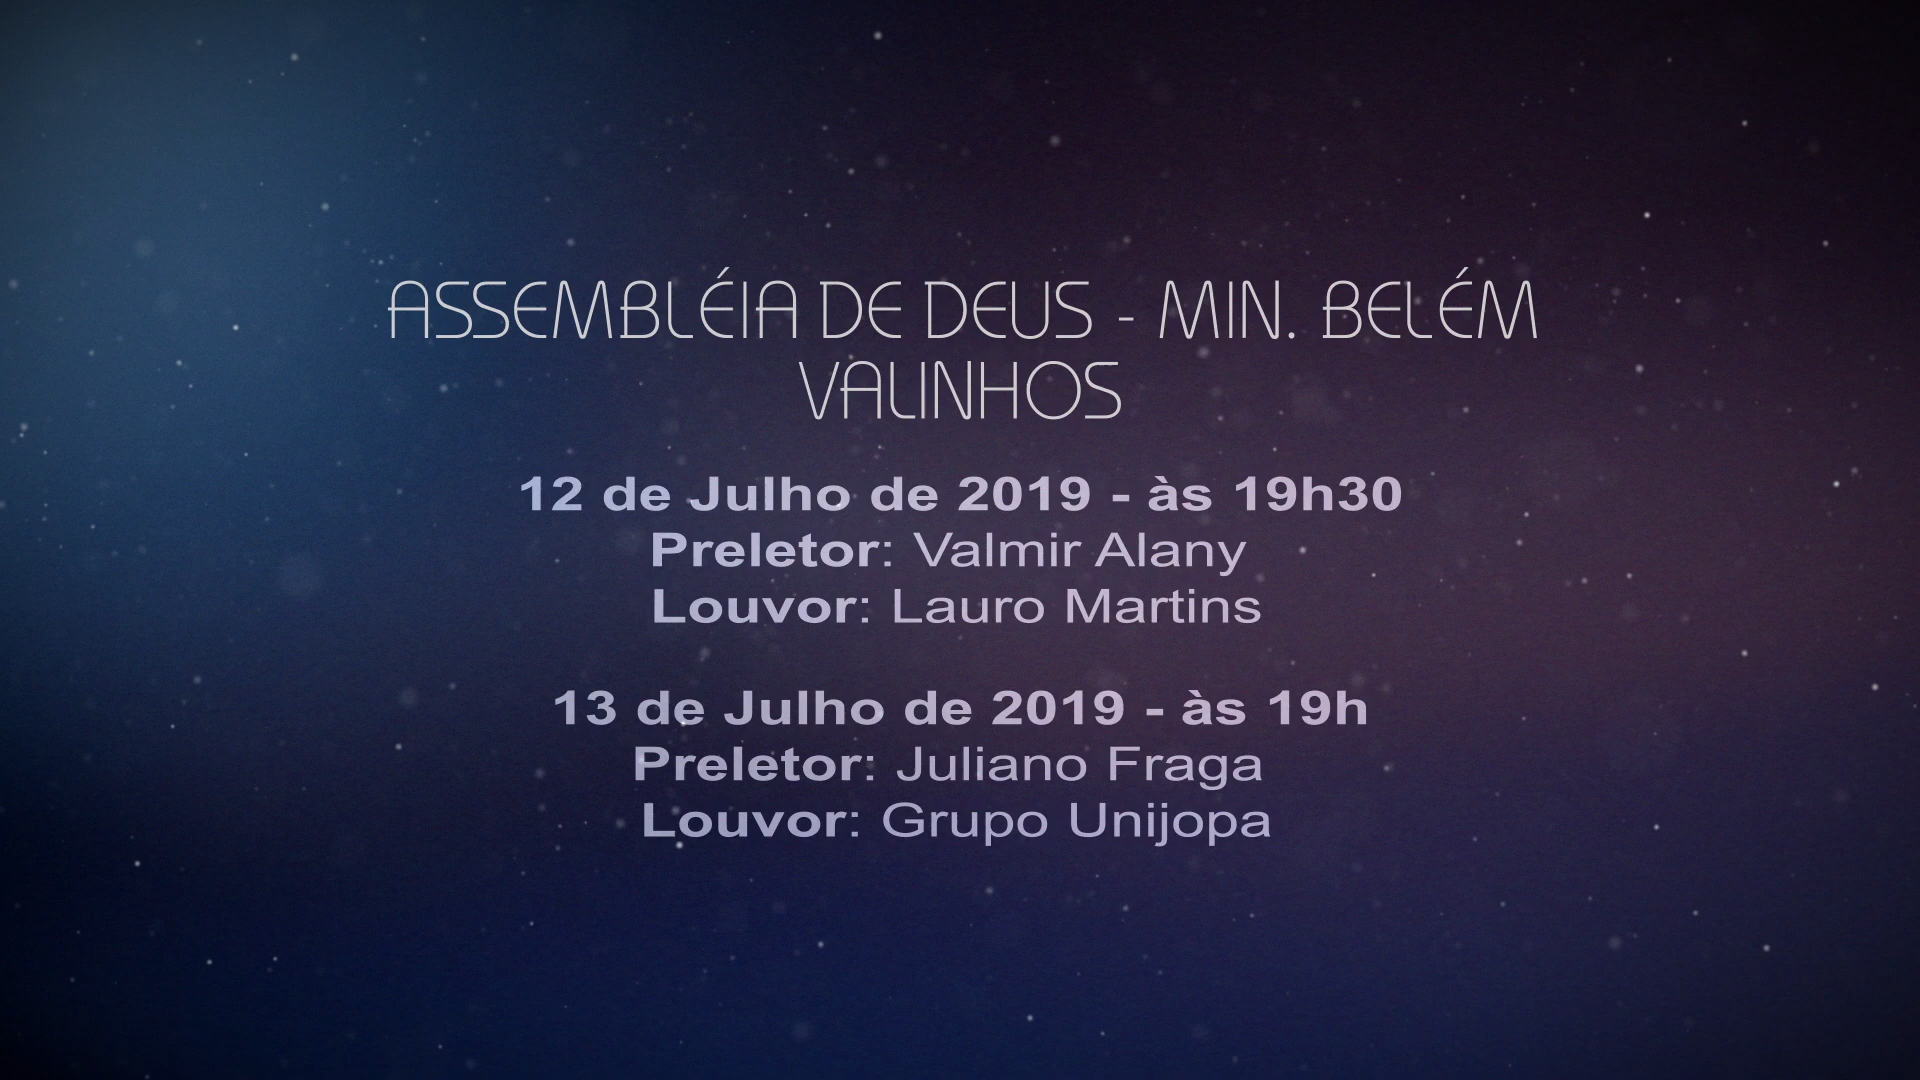 ASSEMBLÉIA DE DEUS - MIN. BELÉM
VALINHOS
12 de Julho de 2019 - às 19h30
Preletor: Valmir Alany
Louvor: Lauro Martins
13 de Julho de 2019 - às 19h
Preletor: Juliano Fraga
Louvor: Grupo Unijopa